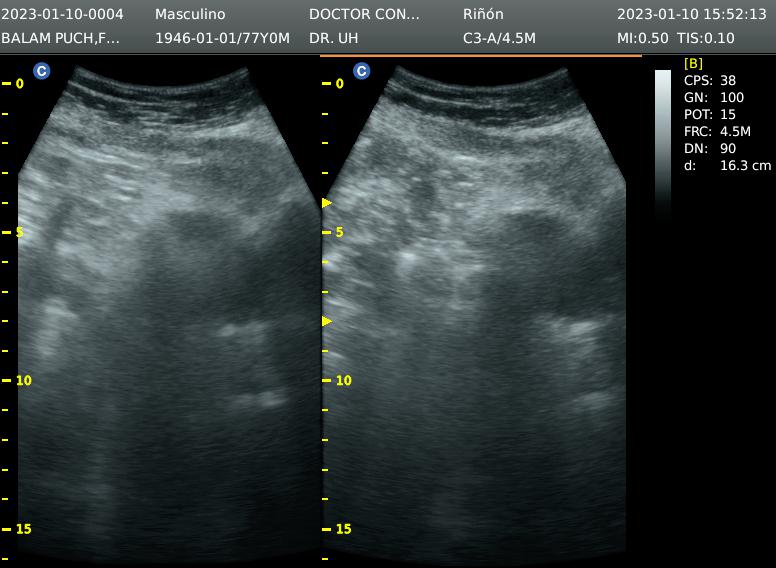 2023-01-10-0004 Masculino DOCTOR CON... Riñón 2023-01-10 15:52:13
BALAM PUCH,F... 1946-01-01/77Y0M DR. UH C3-A/4.5M MI:0.50 TIS:0.10
[B]
CPS: 38
GN: 100
POT: 15
FRC: 4.5M
DN: 90
d: 16.3 cm
C
0
5
10
15
C
0
5
10
15